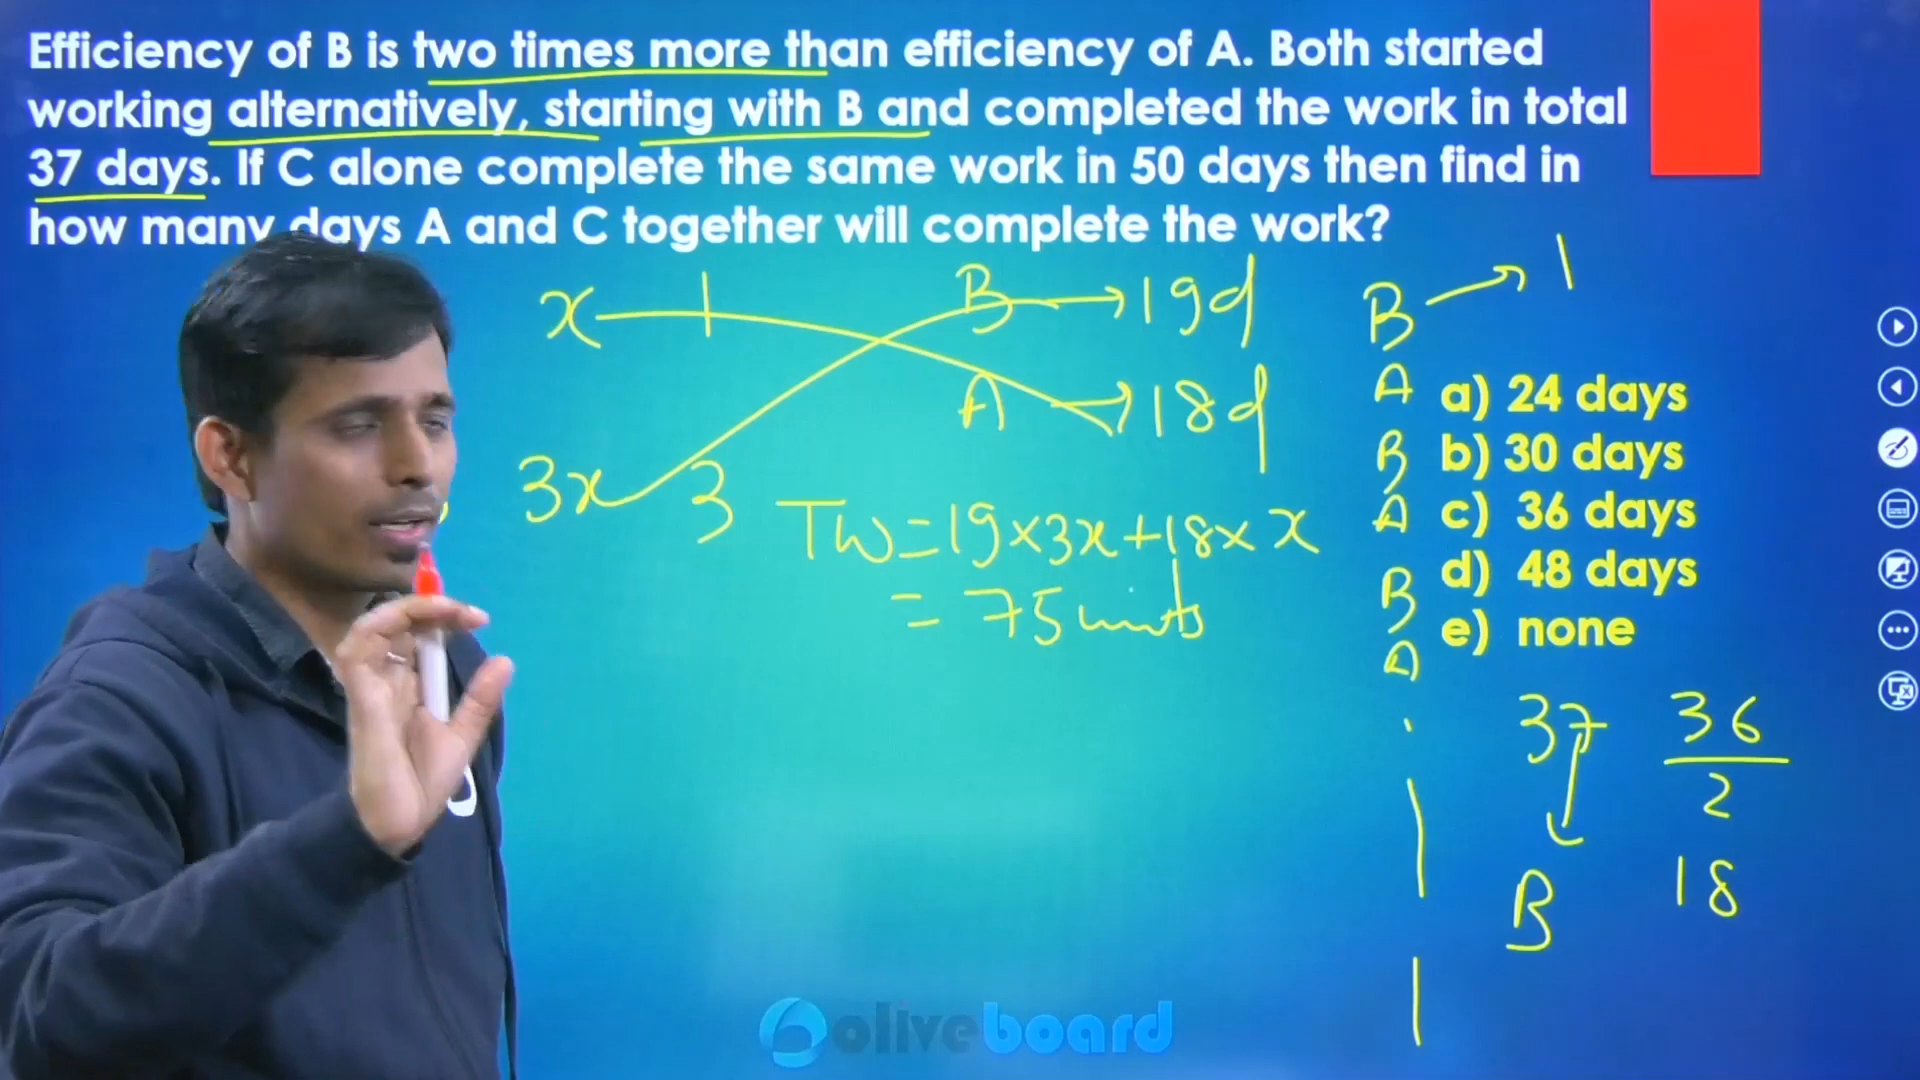 Efficiency of B is two times more than efficiency of A. Both started
working alternatively, starting with B and completed the work in total
37 days. If C alone complete the same work in 50 days then find in
how many days A and C together will complete the work?
x 1 B → 19d
A → 18d
3x 3
TW = 19×3x+18× x
= 75 units
B → 1
A
B
A
B
A
a) 24 days
b) 30 days
c) 36 days
d) 48 days
e) none
37 36
2
B 18
oliveboard